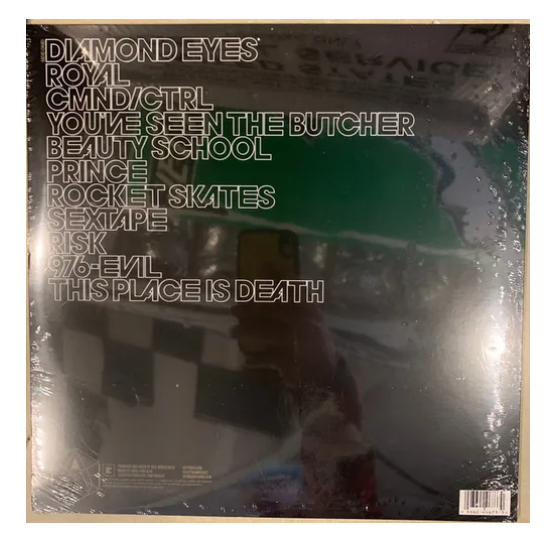 DIAMOND EYES
ROYAL
CMND/CTRL
YOU'VE SEEN THE BUTCHER
BEAUTY SCHOOL
PRINCE
ROCKET SKATES
SEXTAPE
RISK
976-EVIL
THIS PLACE IS DEATH